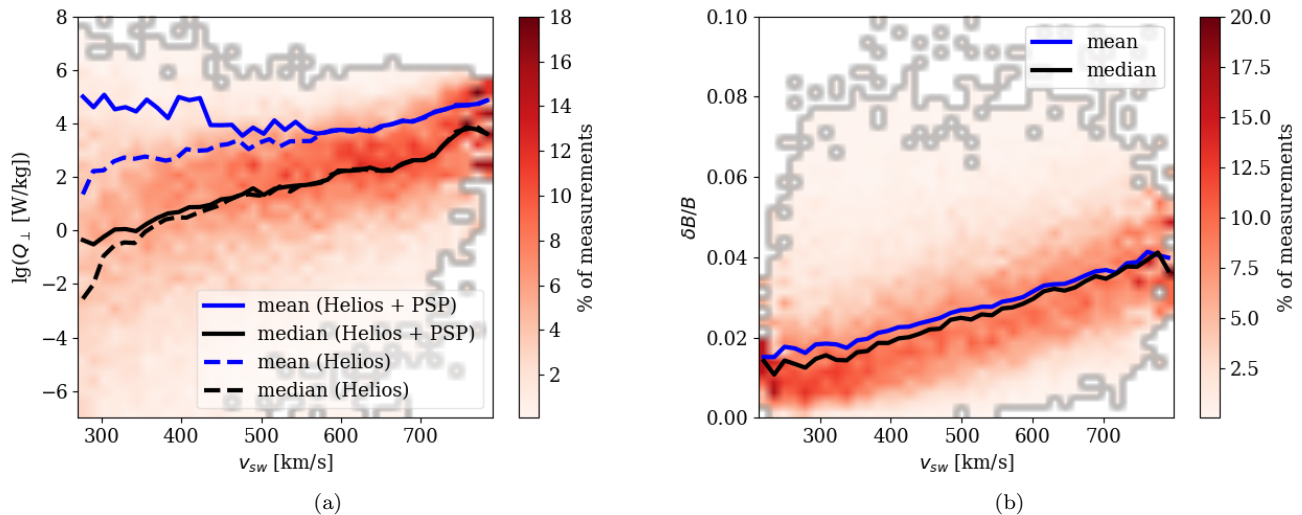 8
6
4
2
0
−2
−4
−6
lg(Q⊥ [W/kg])
300 400 500 600 700
v_sw [km/s]
mean (Helios + PSP)
median (Helios + PSP)
mean (Helios)
median (Helios)
18
16
14
12
10
8
6
4
2
% of measurements
(a)
0.10
0.08
0.06
0.04
0.02
0.00
δB/B
300 400 500 600 700
v_sw [km/s]
mean
median
20.0
17.5
15.0
12.5
10.0
7.5
5.0
2.5
% of measurements
(b)